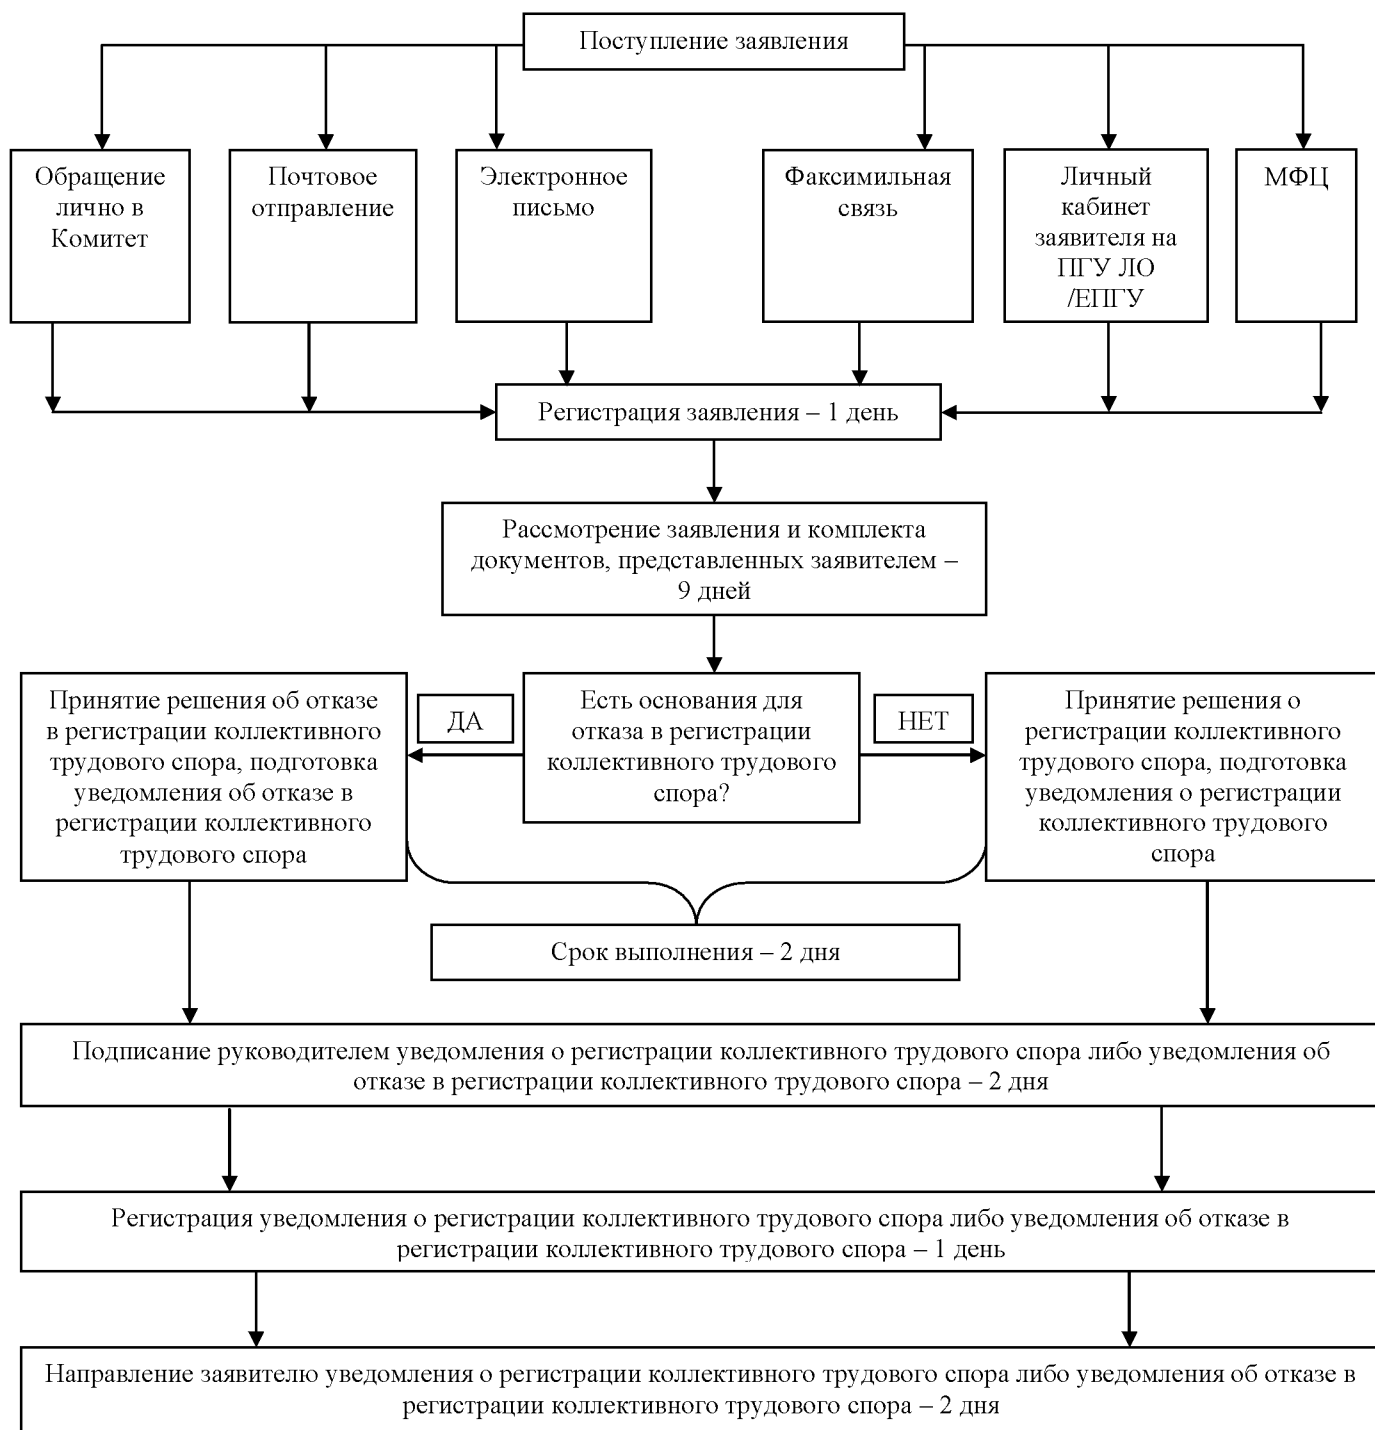 Поступление заявления
Обращение
лично в
Комитет
Почтовое
отправление
Электронное
письмо
Факсимильная
связь
Личный
кабинет
заявителя на
ПГУ ЛО
/ЕПГУ
МФЦ
Регистрация заявления – 1 день
Рассмотрение заявления и комплекта
документов, представленных заявителем –
9 дней
Принятие решения об отказе
в регистрации коллективного
трудового спора, подготовка
уведомления об отказе в
регистрации коллективного
трудового спора
ДА
Есть основания для
отказа в регистрации
коллективного трудового
спора?
НЕТ
Принятие решения о
регистрации коллективного
трудового спора, подготовка
уведомления о регистрации
коллективного трудового
спора
Срок выполнения – 2 дня
Подписание руководителем уведомления о регистрации коллективного трудового спора либо уведомления об
отказе в регистрации коллективного трудового спора – 2 дня
Регистрация уведомления о регистрации коллективного трудового спора либо уведомления об отказе в
регистрации коллективного трудового спора – 1 день
Направление заявителю уведомления о регистрации коллективного трудового спора либо уведомления об отказе в
регистрации коллективного трудового спора – 2 дня